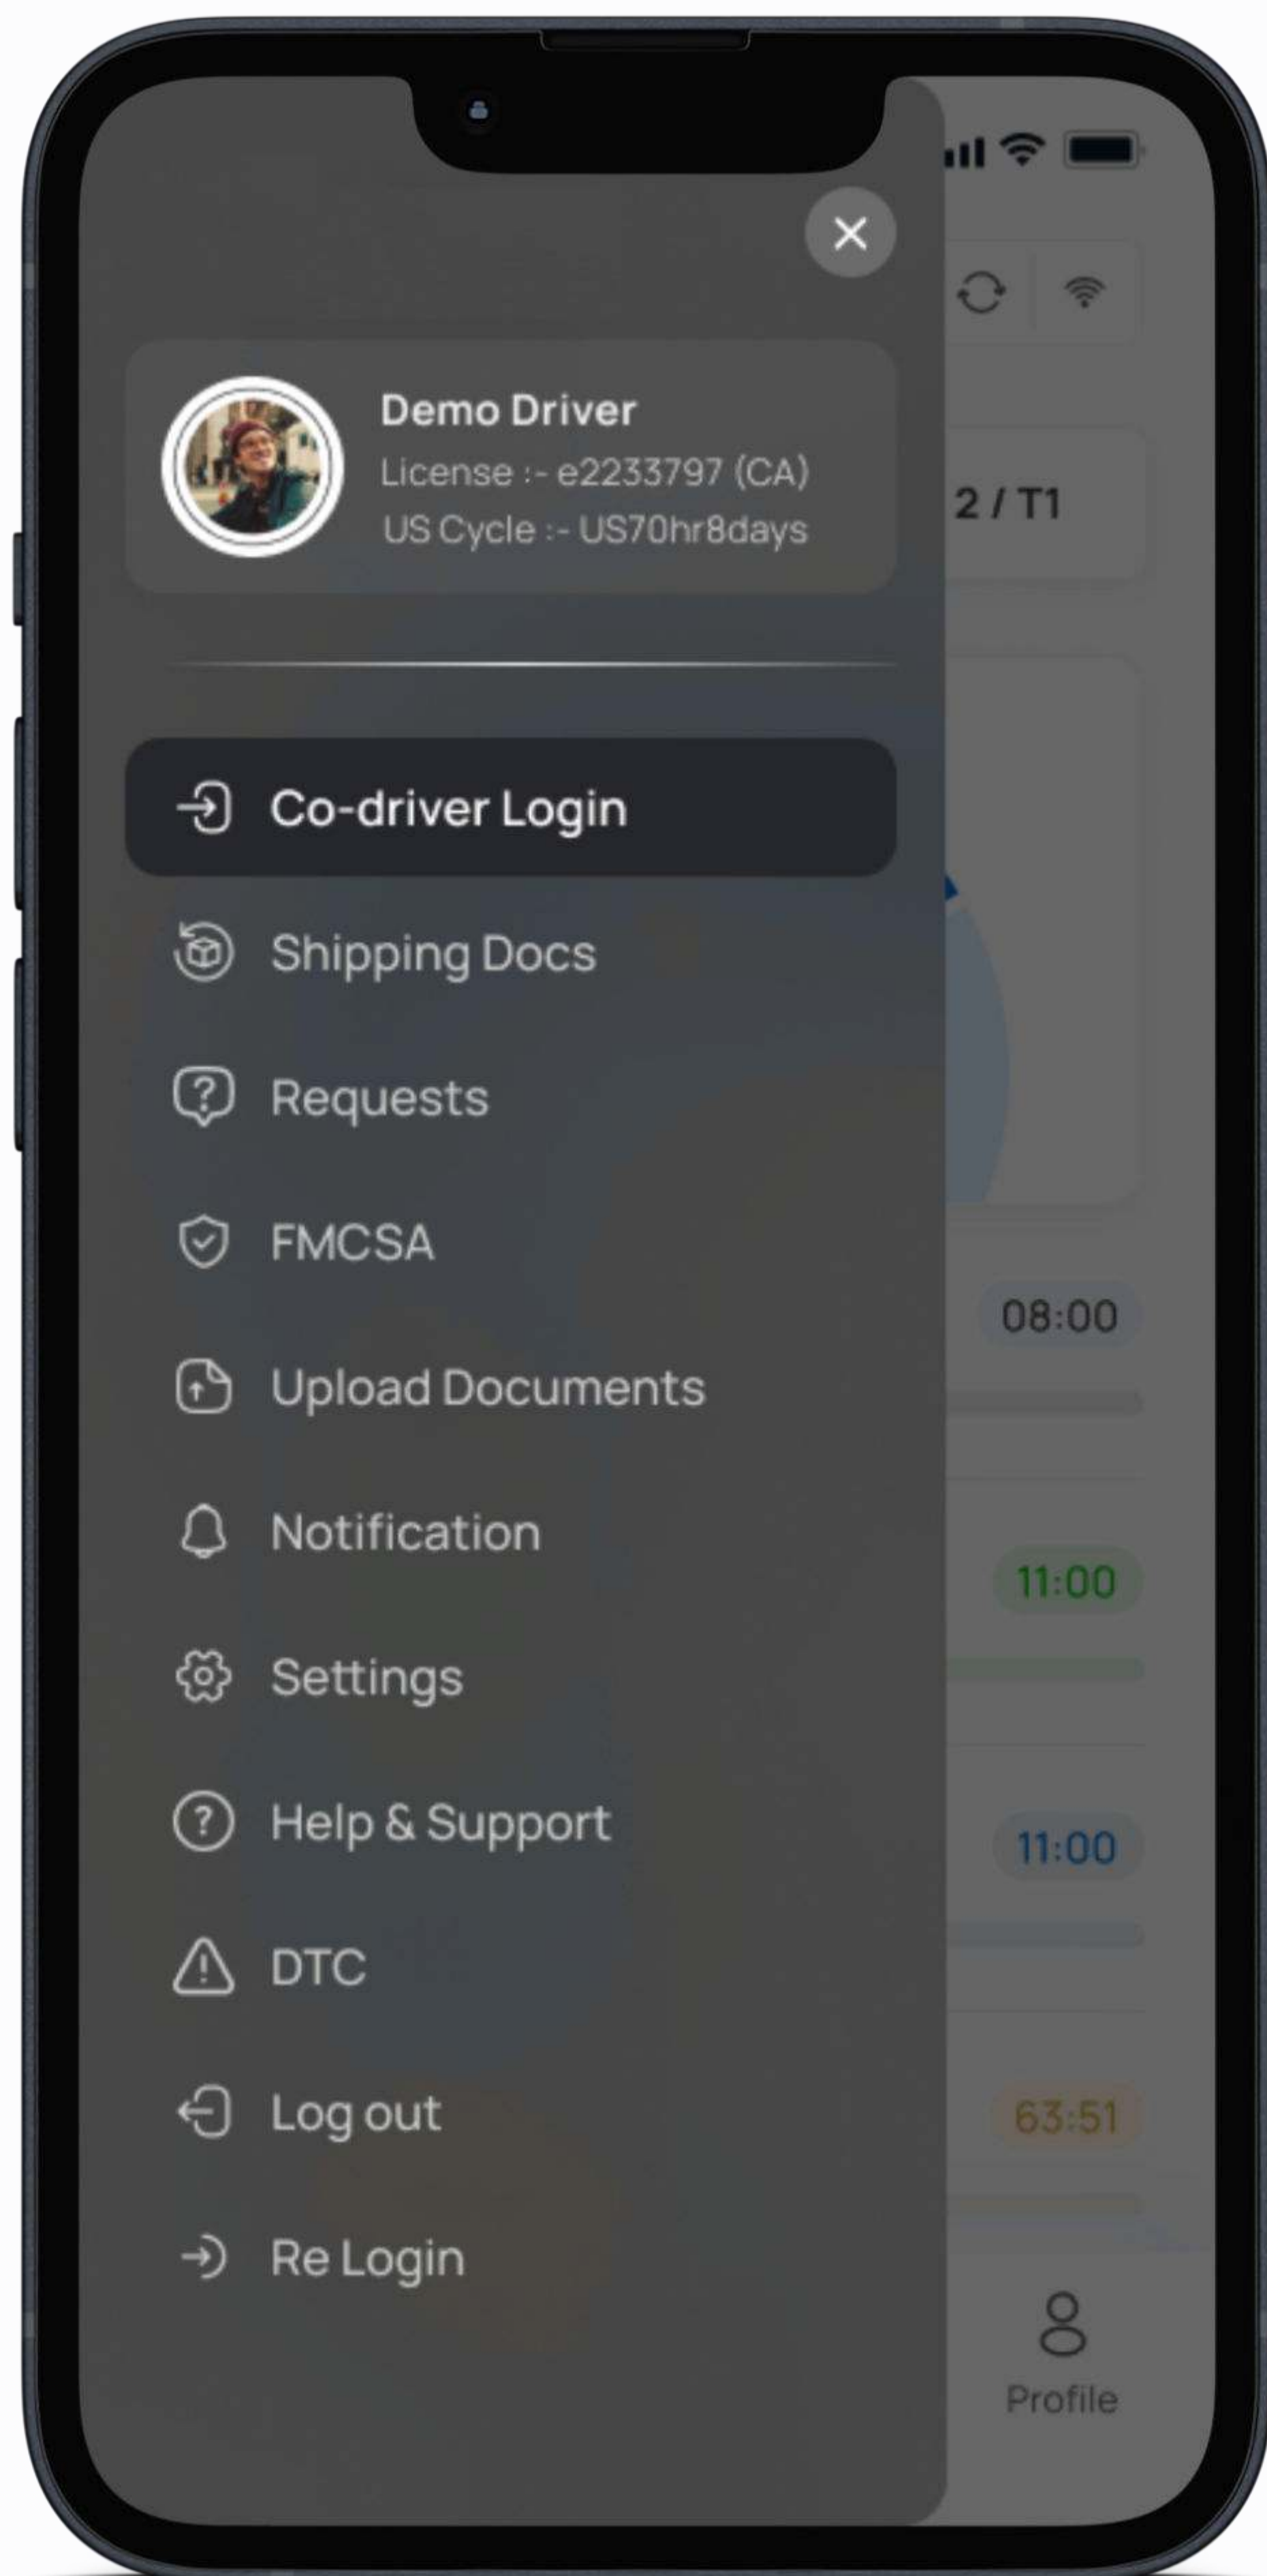 Demo Driver
License :- e2233797 (CA)
US Cycle :- US70hr8days
2 / T1
Co-driver Login
Shipping Docs
Requests
FMCSA
08:00
Upload Documents
Notification
11:00
Settings
Help & Support
11:00
DTC
Log out
63:51
Re Login
Profile